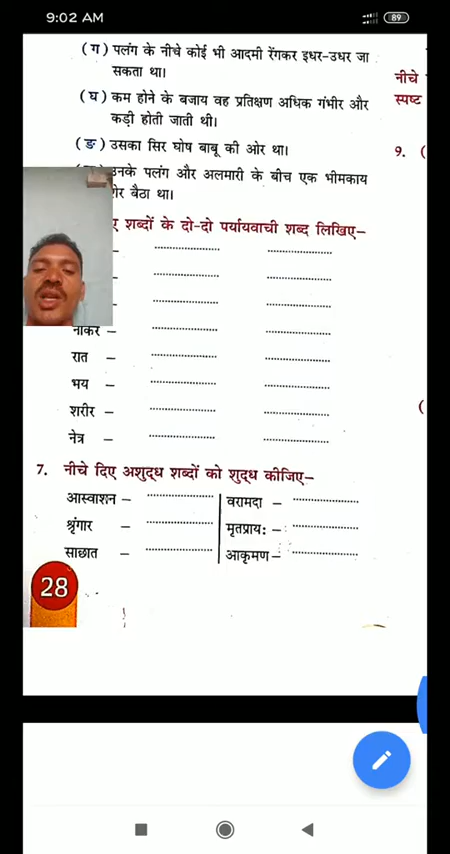 9:02 AM
89
(ग) पलंग के नीचे कोई भी आदमी रेंगकर इधर-उधर जा
सकता था।
(घ) कम होने के बजाय वह प्रतिक्षण अधिक गंभीर और
कड़ी होती जाती थी।
(ङ) उसका सिर घोष बाबू की ओर था।
उनके पलंग और अलमारी के बीच एक भीमकाय
शेर बैठा था।
शब्दों के दो-दो पर्यायवाची शब्द लिखिए–
– .................... ....................
.................... ....................
– .................... ....................
नौकर – .................... ....................
रात – .................... ....................
भय – .................... ....................
शरीर – .................... ....................
नेत्र – .................... ....................
7. नीचे दिए अशुद्ध शब्दों को शुद्ध कीजिए–
आस्वाशन – .................... वरामदा – ....................
श्रृंगार – .................... मृतप्राय: – ....................
साछात – .................... आकृमण – ....................
28
नीचे
स्पष्ट
9. (
(